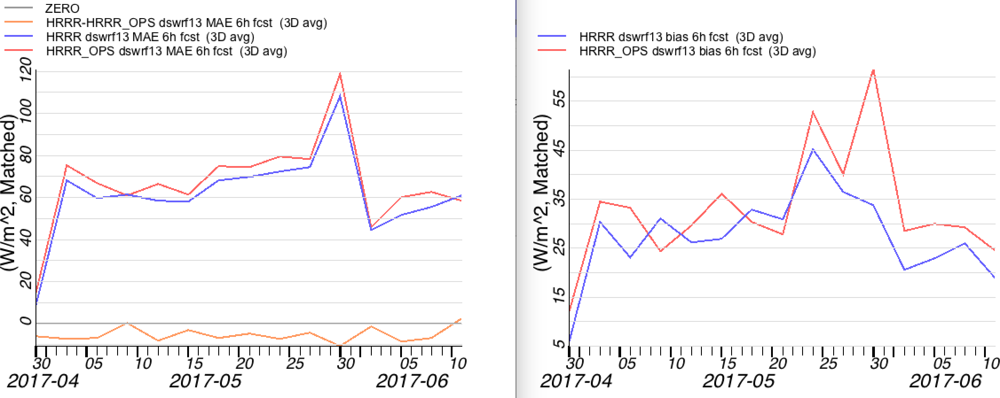 ZERO
HRRR-HRRR_OPS dswrf13 MAE 6h fcst (3D avg)
HRRR dswrf13 MAE 6h fcst (3D avg)
HRRR_OPS dswrf13 MAE 6h fcst (3D avg)
(W/m^2, Matched)
120
100
80
60
40
20
0
30 05 10 15 20 25 30 05 10
2017-04 2017-05 2017-06
HRRR dswrf13 bias 6h fcst (3D avg)
HRRR_OPS dswrf13 bias 6h fcst (3D avg)
(W/m^2, Matched)
55
45
35
25
15
5
30 05 10 15 20 25 30 05 10
2017-04 2017-05 2017-06